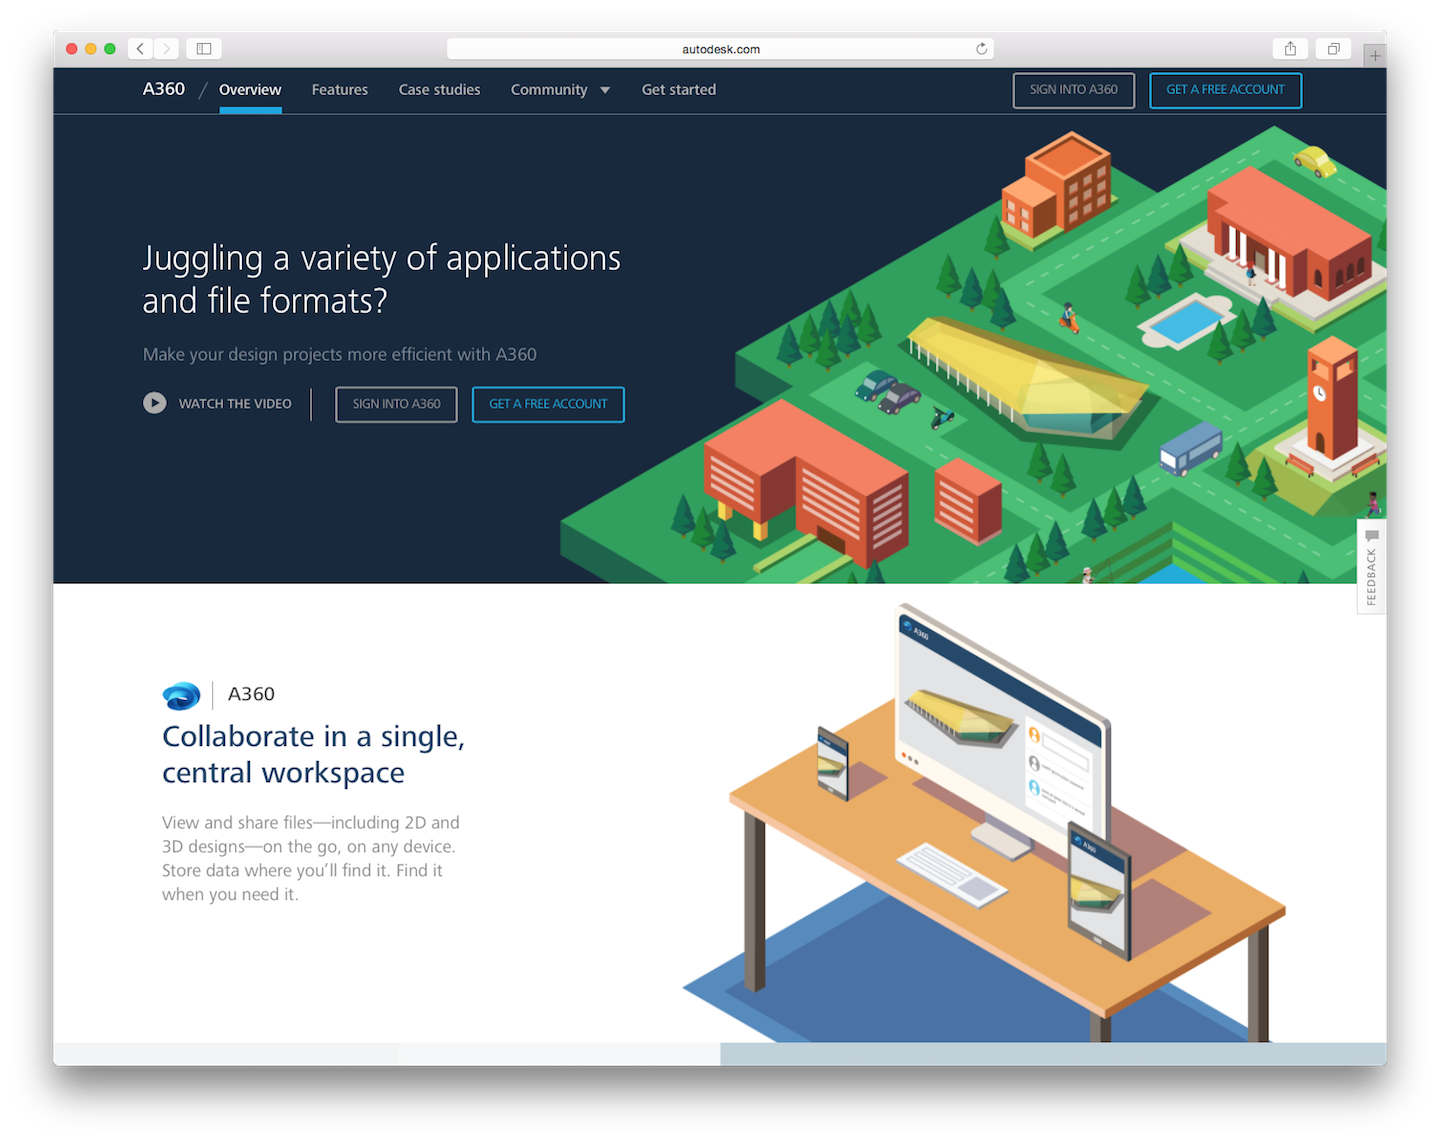 autodesk.com
A360 / Overview Features Case studies Community Get started SIGN INTO A360 GET A FREE ACCOUNT
Juggling a variety of applications
and file formats?
Make your design projects more efficient with A360
WATCH THE VIDEO SIGN INTO A360 GET A FREE ACCOUNT
FEEDBACK
A360
A360
Collaborate in a single,
central workspace
View and share files—including 2D and
3D designs—on the go, on any device.
Store data where you’ll find it. Find it
when you need it.
A360